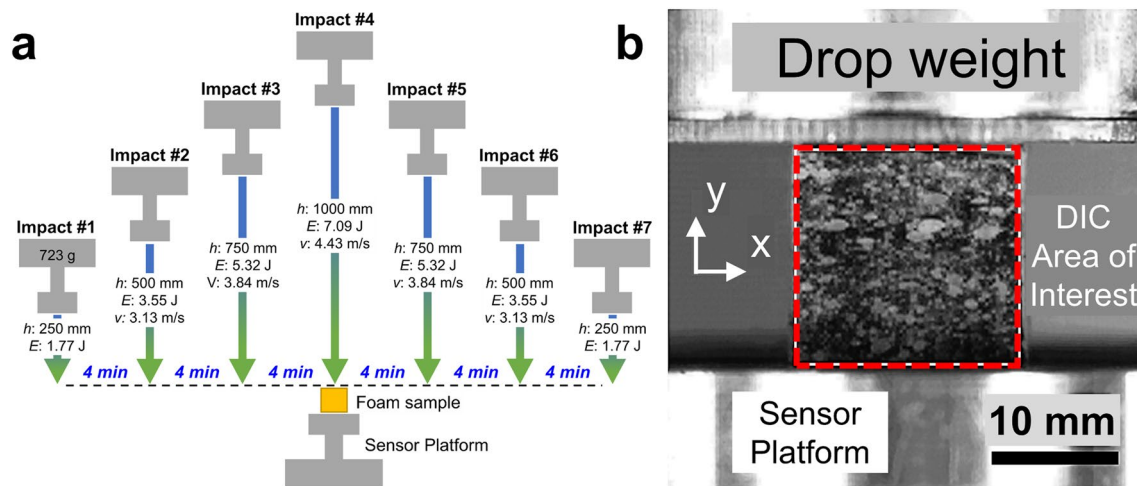 a
Impact #1
723 g
h: 250 mm
E: 1.77 J
Impact #2
h: 500 mm
E: 3.55 J
v: 3.13 m/s
Impact #3
h: 750 mm
E: 5.32 J
V: 3.84 m/s
Impact #4
h: 1000 mm
E: 7.09 J
v: 4.43 m/s
Impact #5
h: 750 mm
E: 5.32 J
v: 3.84 m/s
Impact #6
h: 500 mm
E: 3.55 J
v: 3.13 m/s
Impact #7
h: 250 mm
E: 1.77 J
4 min 4 min 4 min 4 min 4 min 4 min
Foam sample
Sensor Platform
b
Drop weight
y
x
DIC
Area of
Interest
Sensor
Platform
10 mm